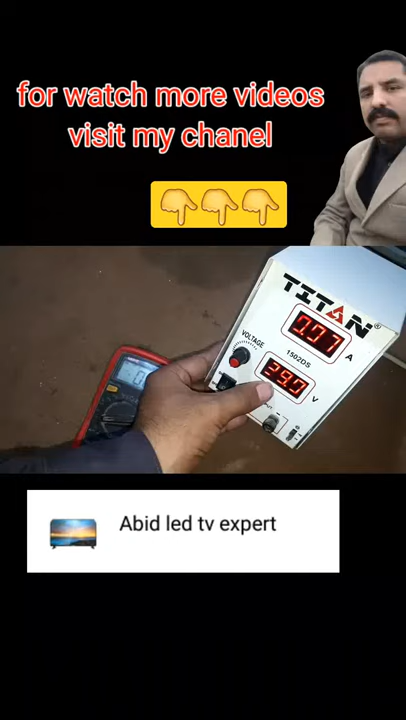 for watch more videos
visit my chanel
TITAN®
0.07 A
VOLTAGE
1502DS
29.0 V
Abid led tv expert